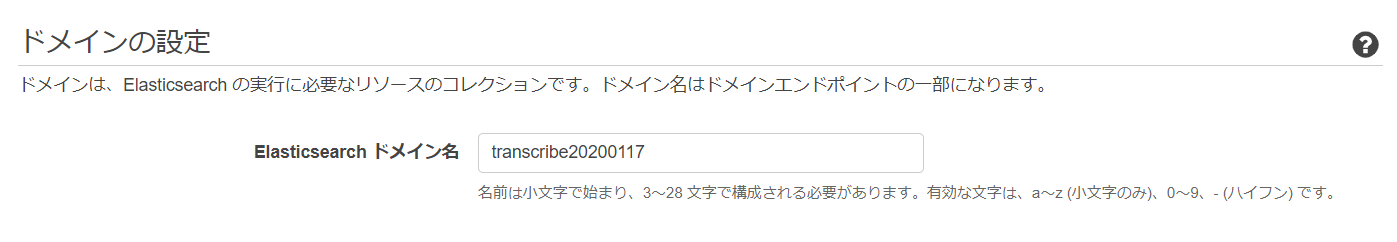 ドメインの設定
ドメインは、Elasticsearch の実行に必要なリソースのコレクションです。ドメイン名はドメインエンドポイントの一部になります。
Elasticsearch ドメイン名 transcribe20200117
名前は小文字で始まり、3〜28 文字で構成される必要があります。有効な文字は、a〜z (小文字のみ)、0〜9、- (ハイフン) です。